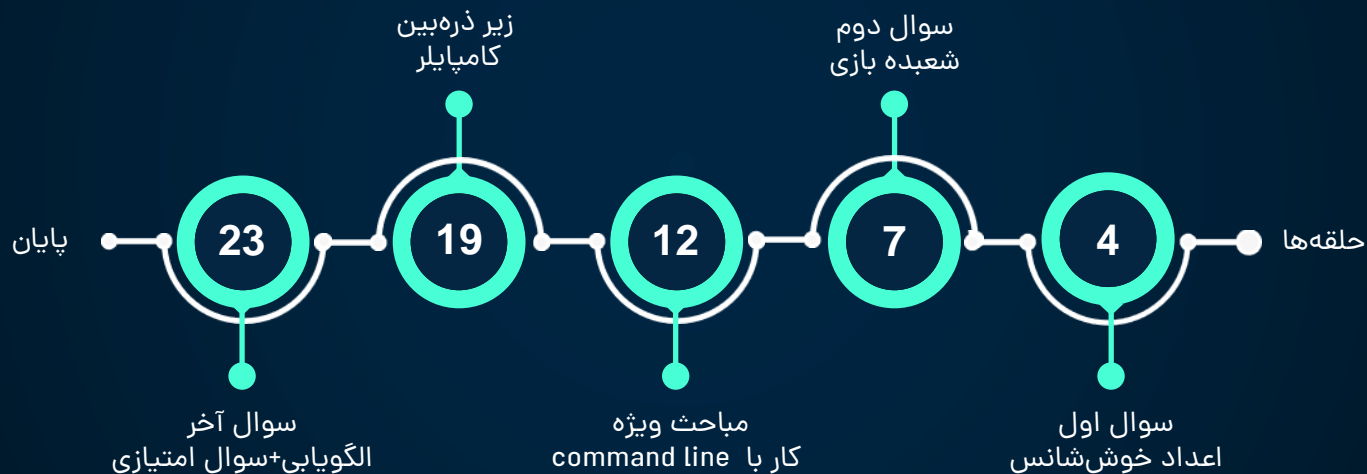 حلقه‌ها
4
سوال اول
اعداد خوش‌شانس
7
سوال دوم
شعبده بازی
12
مباحث ویژه
کار با command line
19
زیر ذره‌بین
کامپایلر
23
سوال آخر
الگویابی+سوال امتیازی
پایان